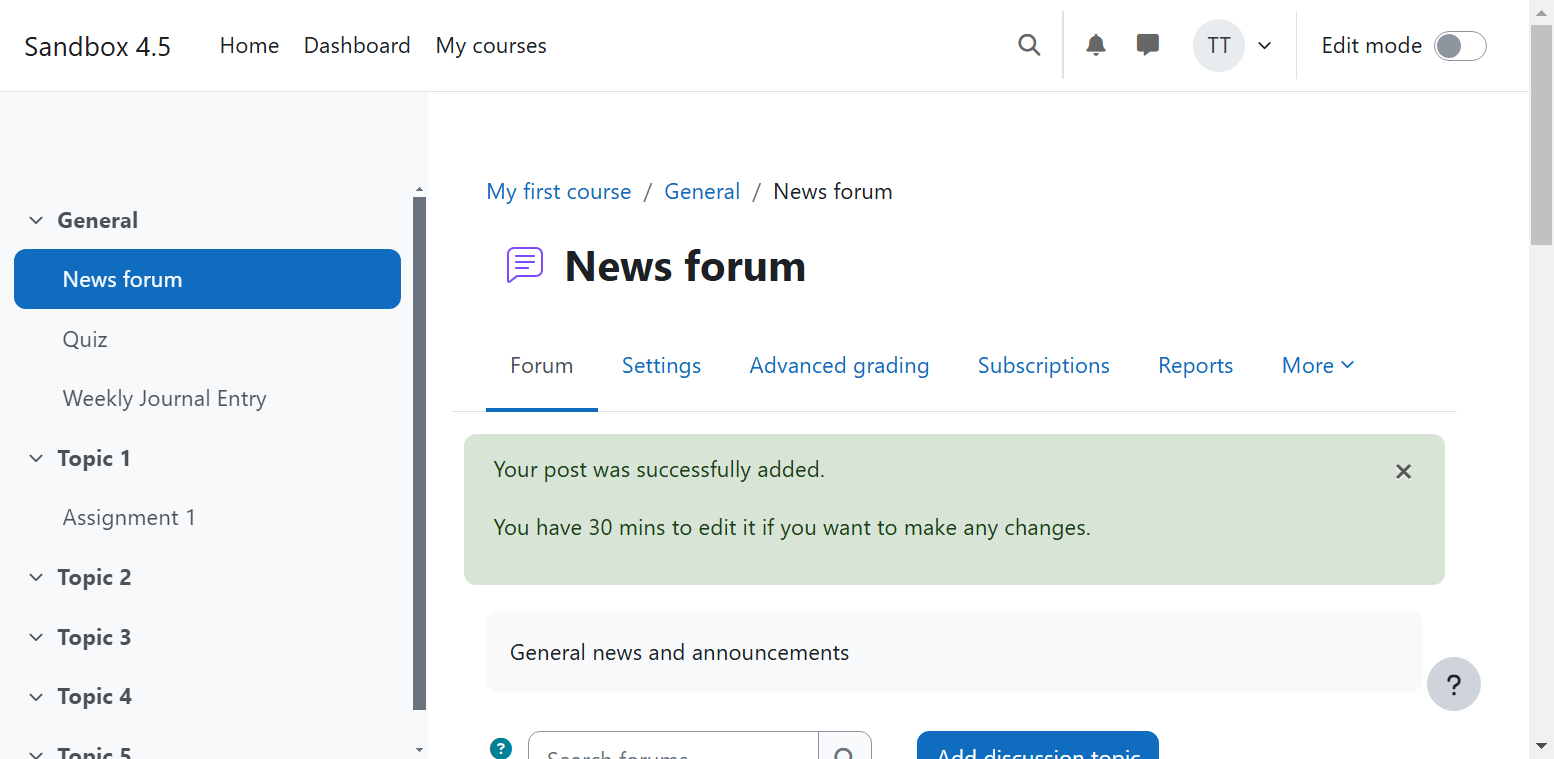 Sandbox 4.5 Home Dashboard My courses TT Edit mode
General
News forum
Quiz
Weekly Journal Entry
Topic 1
Assignment 1
Topic 2
Topic 3
Topic 4
Topic 5
My first course / General / News forum
News forum
Forum Settings Advanced grading Subscriptions Reports More
Your post was successfully added.
You have 30 mins to edit it if you want to make any changes.
General news and announcements
?
? Search forums Add discussion topic